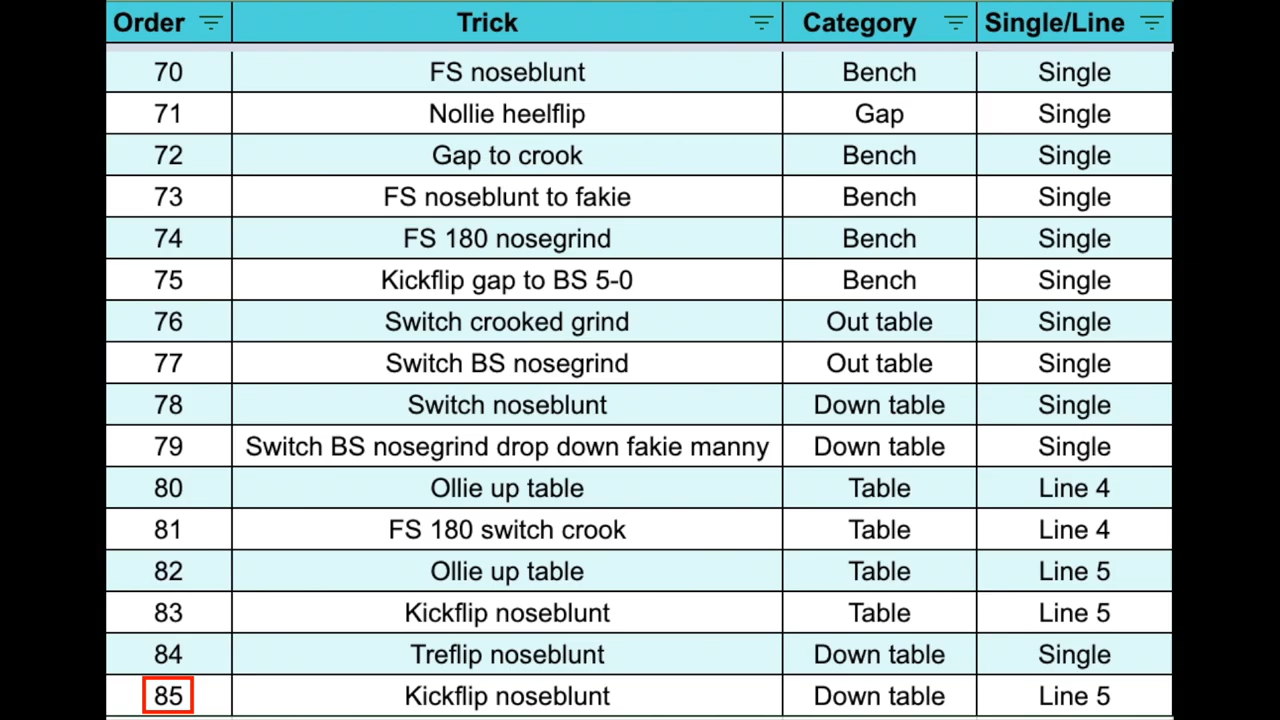 Order Trick Category Single/Line
70 FS noseblunt Bench Single
71 Nollie heelflip Gap Single
72 Gap to crook Bench Single
73 FS noseblunt to fakie Bench Single
74 FS 180 nosegrind Bench Single
75 Kickflip gap to BS 5-0 Bench Single
76 Switch crooked grind Out table Single
77 Switch BS nosegrind Out table Single
78 Switch noseblunt Down table Single
79 Switch BS nosegrind drop down fakie manny Down table Single
80 Ollie up table Table Line 4
81 FS 180 switch crook Table Line 4
82 Ollie up table Table Line 5
83 Kickflip noseblunt Table Line 5
84 Treflip noseblunt Down table Single
85 Kickflip noseblunt Down table Line 5